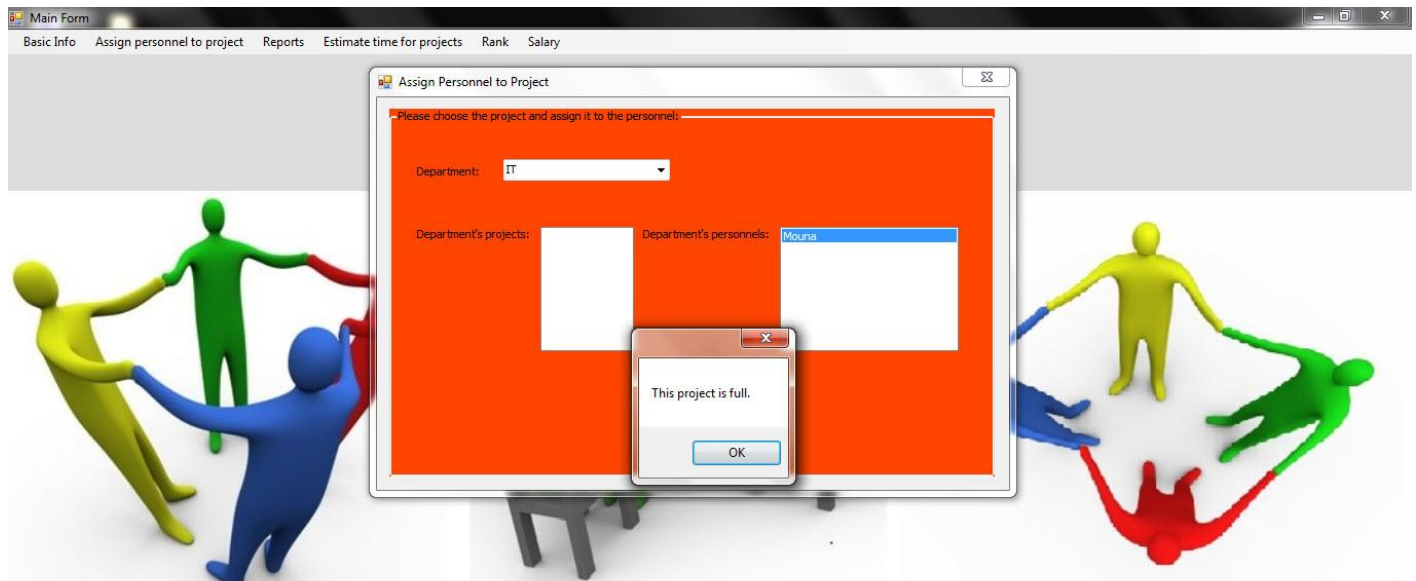 Main Form
Basic Info Assign personnel to project Reports Estimate time for projects Rank Salary
Assign Personnel to Project
Please choose the project and assign it to the personnel:
Department: IT
Department's projects: Department's personnels: Mouna
This project is full.
OK